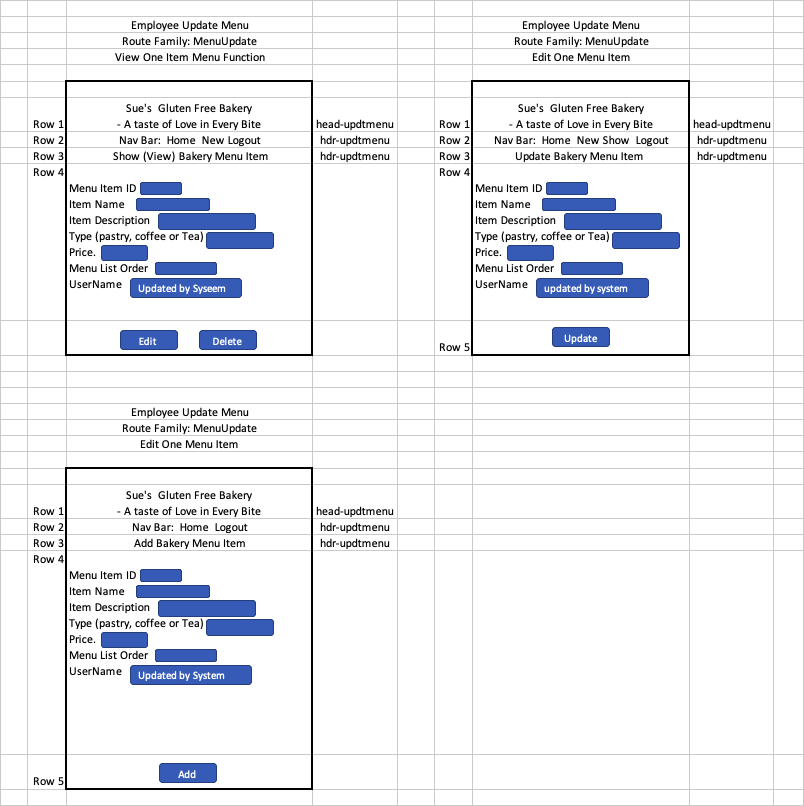 Employee Update Menu
Route Family: MenuUpdate
View One Item Menu Function
Sue's  Gluten Free Bakery
Row 1 - A taste of Love in Every Bite head-updtmenu
Row 2 Nav Bar:  Home  New Logout hdr-updtmenu
Row 3 Show (View) Bakery Menu Item hdr-updtmenu
Row 4
Menu Item ID
Item Name
Item Description
Type (pastry, coffee or Tea)
Price.
Menu List Order
UserName Updated by Syseem
Edit Delete
Employee Update Menu
Route Family: MenuUpdate
Edit One Menu Item
Sue's  Gluten Free Bakery
Row 1 - A taste of Love in Every Bite head-updtmenu
Row 2 Nav Bar:  Home  New Show  Logout hdr-updtmenu
Row 3 Update Bakery Menu Item hdr-updtmenu
Row 4
Menu Item ID
Item Name
Item Description
Type (pastry, coffee or Tea)
Price.
Menu List Order
UserName updated by system
Update
Row 5
Employee Update Menu
Route Family: MenuUpdate
Edit One Menu Item
Sue's  Gluten Free Bakery
Row 1 - A taste of Love in Every Bite head-updtmenu
Row 2 Nav Bar:  Home  Logout hdr-updtmenu
Row 3 Add Bakery Menu Item hdr-updtmenu
Row 4
Menu Item ID
Item Name
Item Description
Type (pastry, coffee or Tea)
Price.
Menu List Order
UserName Updated by System
Add
Row 5